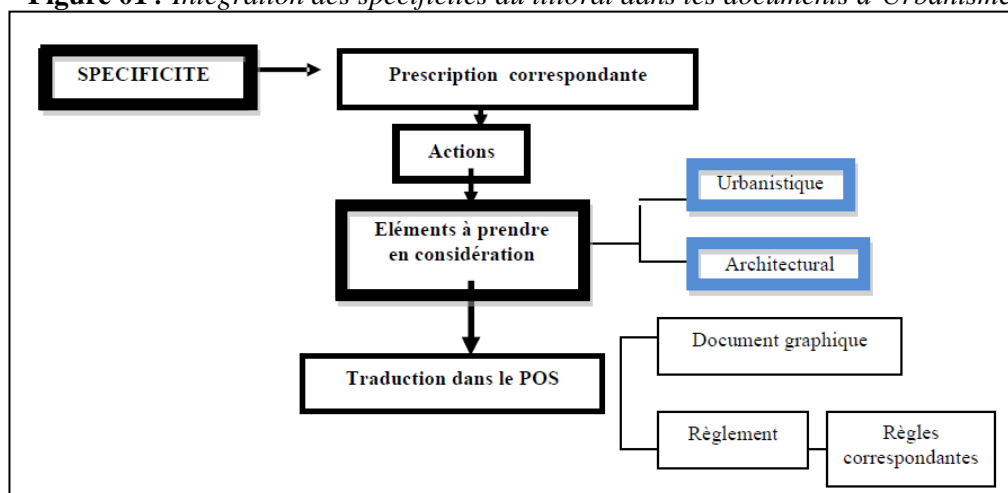 Figure 01 : Intégration des spécificités du littoral dans les documents d'Urbanisme
SPECIFICITE
Prescription correspondante
Actions
Eléments à prendre
en considération
Urbanistique
Architectural
Traduction dans le POS
Document graphique
Règlement
Règles
correspondantes